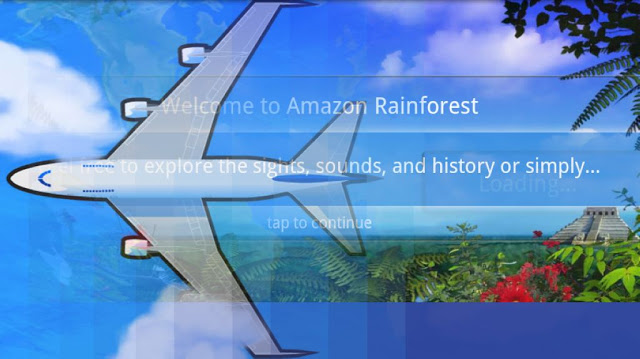 Welcome to Amazon Rainforest
to explore the sights, sounds, and history or simply...
Loading...
tap to continue